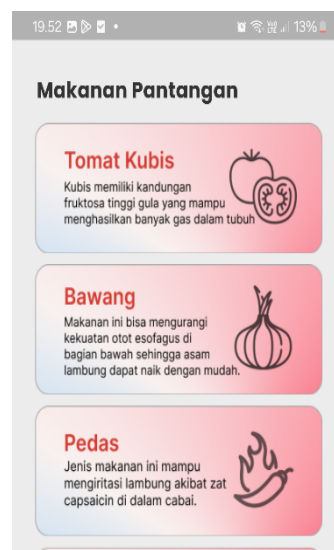 19.52
13%
Makanan Pantangan
Tomat Kubis
Kubis memiliki kandungan
fruktosa tinggi gula yang mampu
menghasilkan banyak gas dalam tubuh
Bawang
Makanan ini bisa mengurangi
kekuatan otot esofagus di
bagian bawah sehingga asam
lambung dapat naik dengan mudah.
Pedas
Jenis makanan ini mampu
mengiritasi lambung akibat zat
capsaicin di dalam cabai.